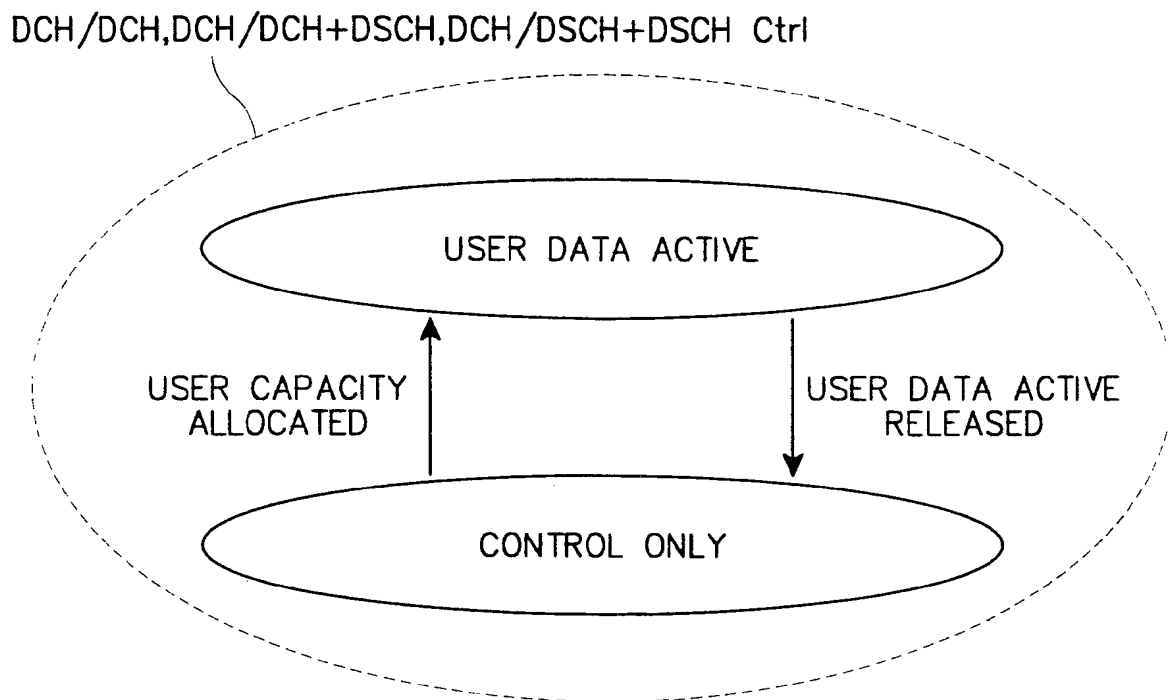 DCH/DCH,DCH/DCH+DSCH,DCH/DSCH+DSCH Ctrl
USER DATA ACTIVE
USER CAPACITY
ALLOCATED
USER DATA ACTIVE
RELEASED
CONTROL ONLY